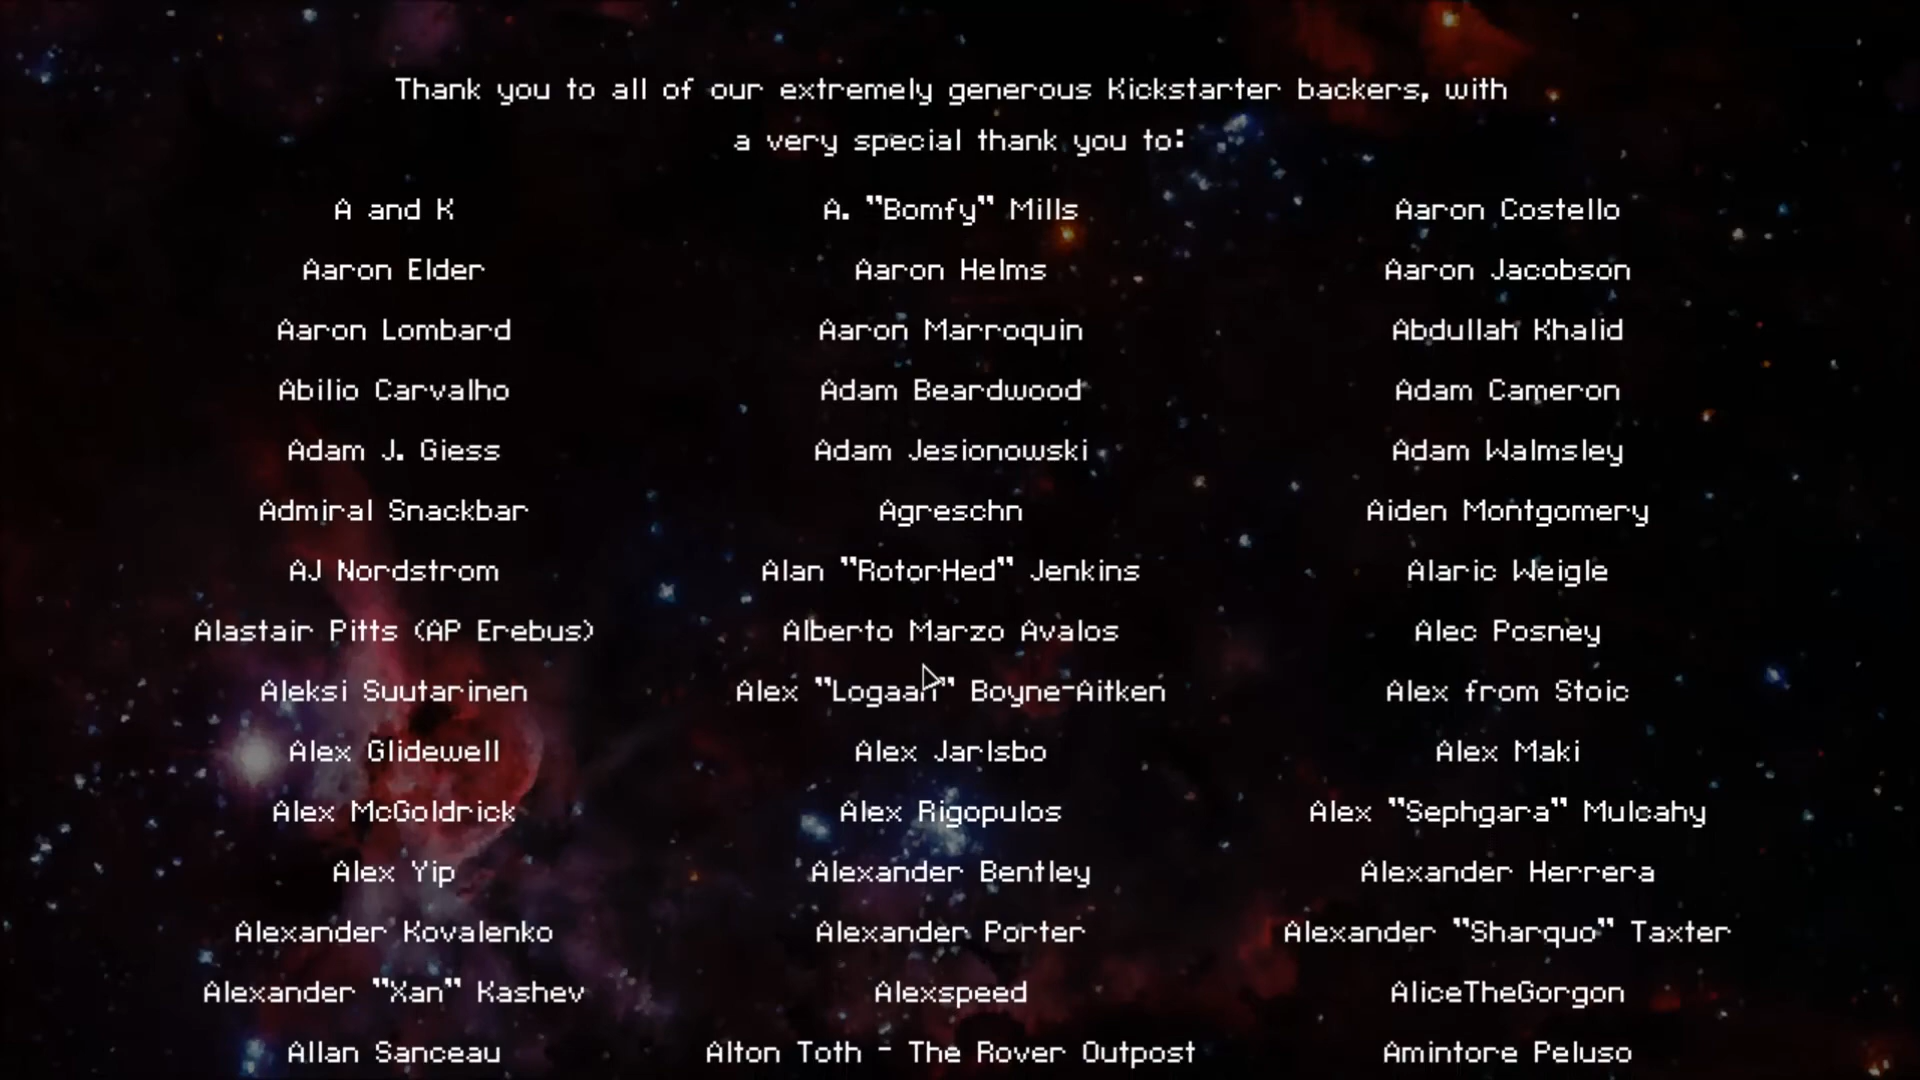 Thank you to all of our extremely generous Kickstarter backers, with
a very special thank you to:
A and K A. "Bomfy" Mills Aaron Costello
Aaron Elder Aaron Helms Aaron Jacobson
Aaron Lombard Aaron Marroquin Abdullah Khalid
Abilio Carvalho Adam Beardwood Adam Cameron
Adam J. Giess Adam Jesionowski Adam Walmsley
Admiral Snackbar Agreschn Aiden Montgomery
AJ Nordstrom Alan "RotorHed" Jenkins Alaric Weigle
Alastair Pitts (AP Erebus) Alberto Marzo Avalos Alec Posney
Aleksi Suutarinen Alex "Logaan" Boyne-Aitken Alex from Stoic
Alex Glidewell Alex Jarlsbo Alex Maki
Alex McGoldrick Alex Rigopulos Alex "Sephgara" Mulcahy
Alex Yip Alexander Bentley Alexander Herrera
Alexander Kovalenko Alexander Porter Alexander "Sharquo" Taxter
Alexander "Xan" Kashev Alexspeed AliceTheGorgon
Allan Sanceau Alton Toth - The Rover Outpost Amintore Peluso